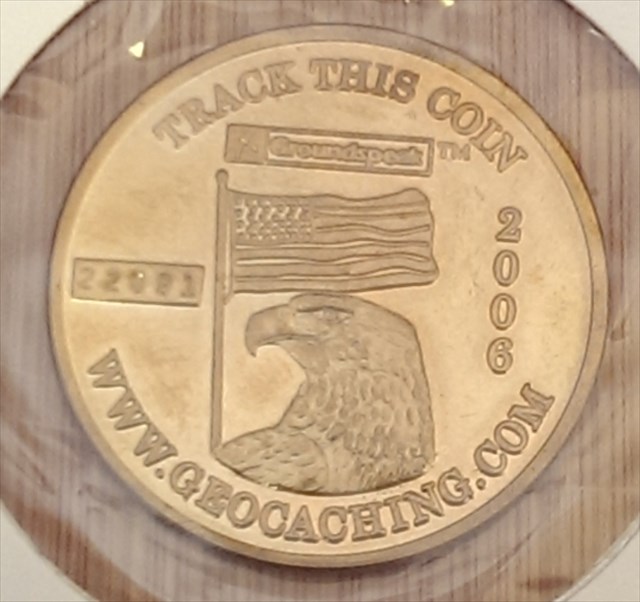 TRACK THIS COIN
Groundspeak TM
2006
WWW.GEOCACHING.COM